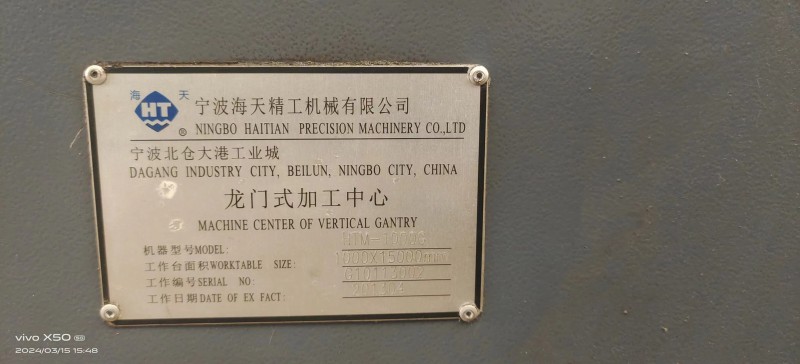 海 天
HT
®
宁波海天精工机械有限公司
NINGBO HAITIAN PRECISION MACHINERY CO.,LTD
宁波北仑大港工业城
DAGANG INDUSTRY CITY, BEILUN, NINGBO CITY, CHINA
龙门式加工中心
MACHINE CENTER OF VERTICAL GANTRY
机器型号MODEL:
工作台面积WORKTABLE SIZE:
工作编号SERIAL NO:
工作日期DATE OF EX FACT:
vivo X50 5G
2024/03/15 15:48